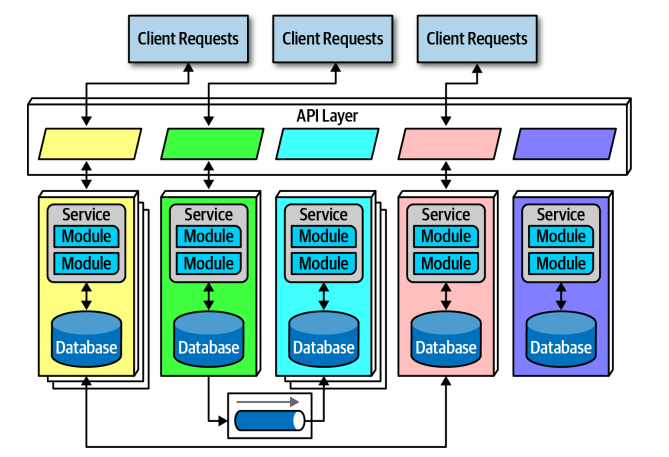 Client Requests
Client Requests
Client Requests
API Layer
Service
Module
Module
Database
Service
Module
Module
Database
Service
Module
Module
Database
Service
Module
Module
Database
Service
Module
Module
Database